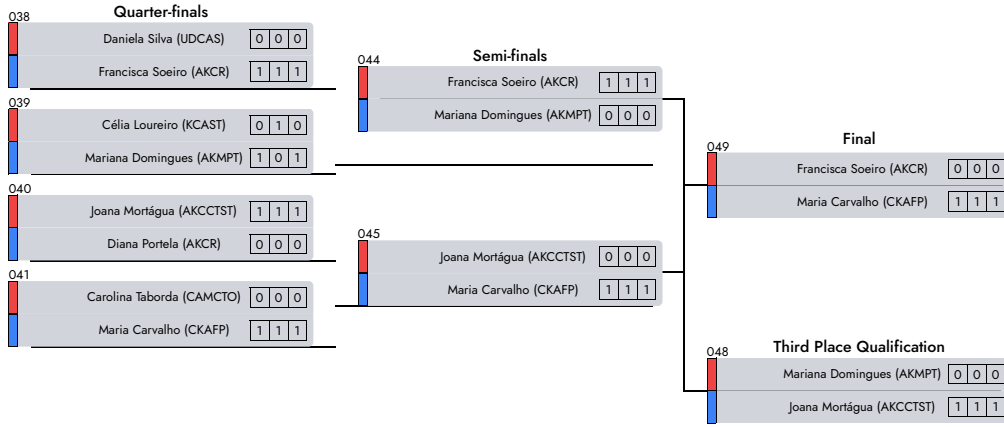 Quarter-finals
038
Daniela Silva (UDCAS) 0 0 0
Francisca Soeiro (AKCR) 1 1 1
039
Célia Loureiro (KCAST) 0 1 0
Mariana Domingues (AKMPT) 1 0 1
040
Joana Mortágua (AKCCTST) 1 1 1
Diana Portela (AKCR) 0 0 0
041
Carolina Taborda (CAMCTO) 0 0 0
Maria Carvalho (CKAFP) 1 1 1
Semi-finals
044
Francisca Soeiro (AKCR) 1 1 1
Mariana Domingues (AKMPT) 0 0 0
045
Joana Mortágua (AKCCTST) 0 0 0
Maria Carvalho (CKAFP) 1 1 1
Final
049
Francisca Soeiro (AKCR) 0 0 0
Maria Carvalho (CKAFP) 1 1 1
Third Place Qualification
048
Mariana Domingues (AKMPT) 0 0 0
Joana Mortágua (AKCCTST) 1 1 1